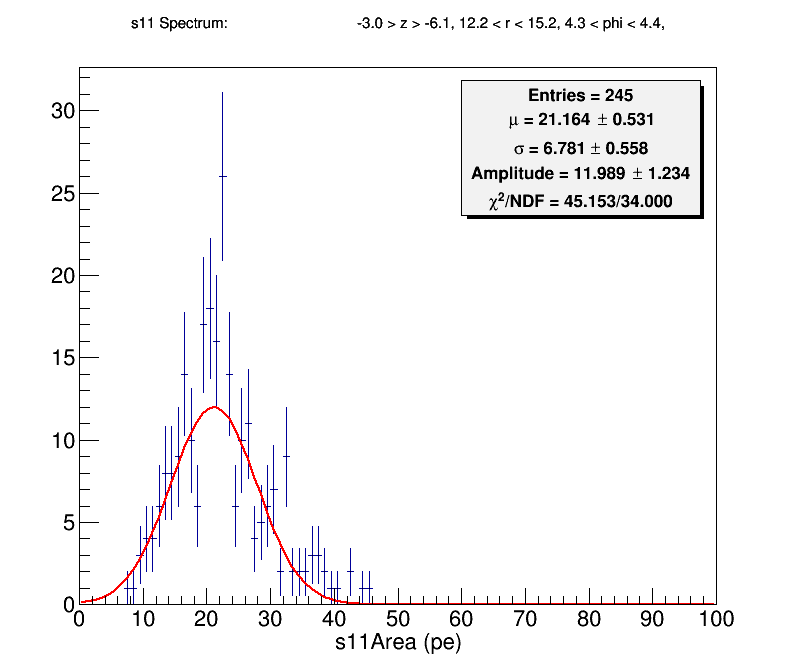 s11 Spectrum: -3.0 > z > -6.1, 12.2 < r < 15.2, 4.3 < phi < 4.4,
Entries = 245
μ = 21.164 ± 0.531
σ = 6.781 ± 0.558
Amplitude = 11.989 ± 1.234
χ²/NDF = 45.153/34.000
30
25
20
15
10
5
0
0 10 20 30 40 50 60 70 80 90 100
s11Area (pe)